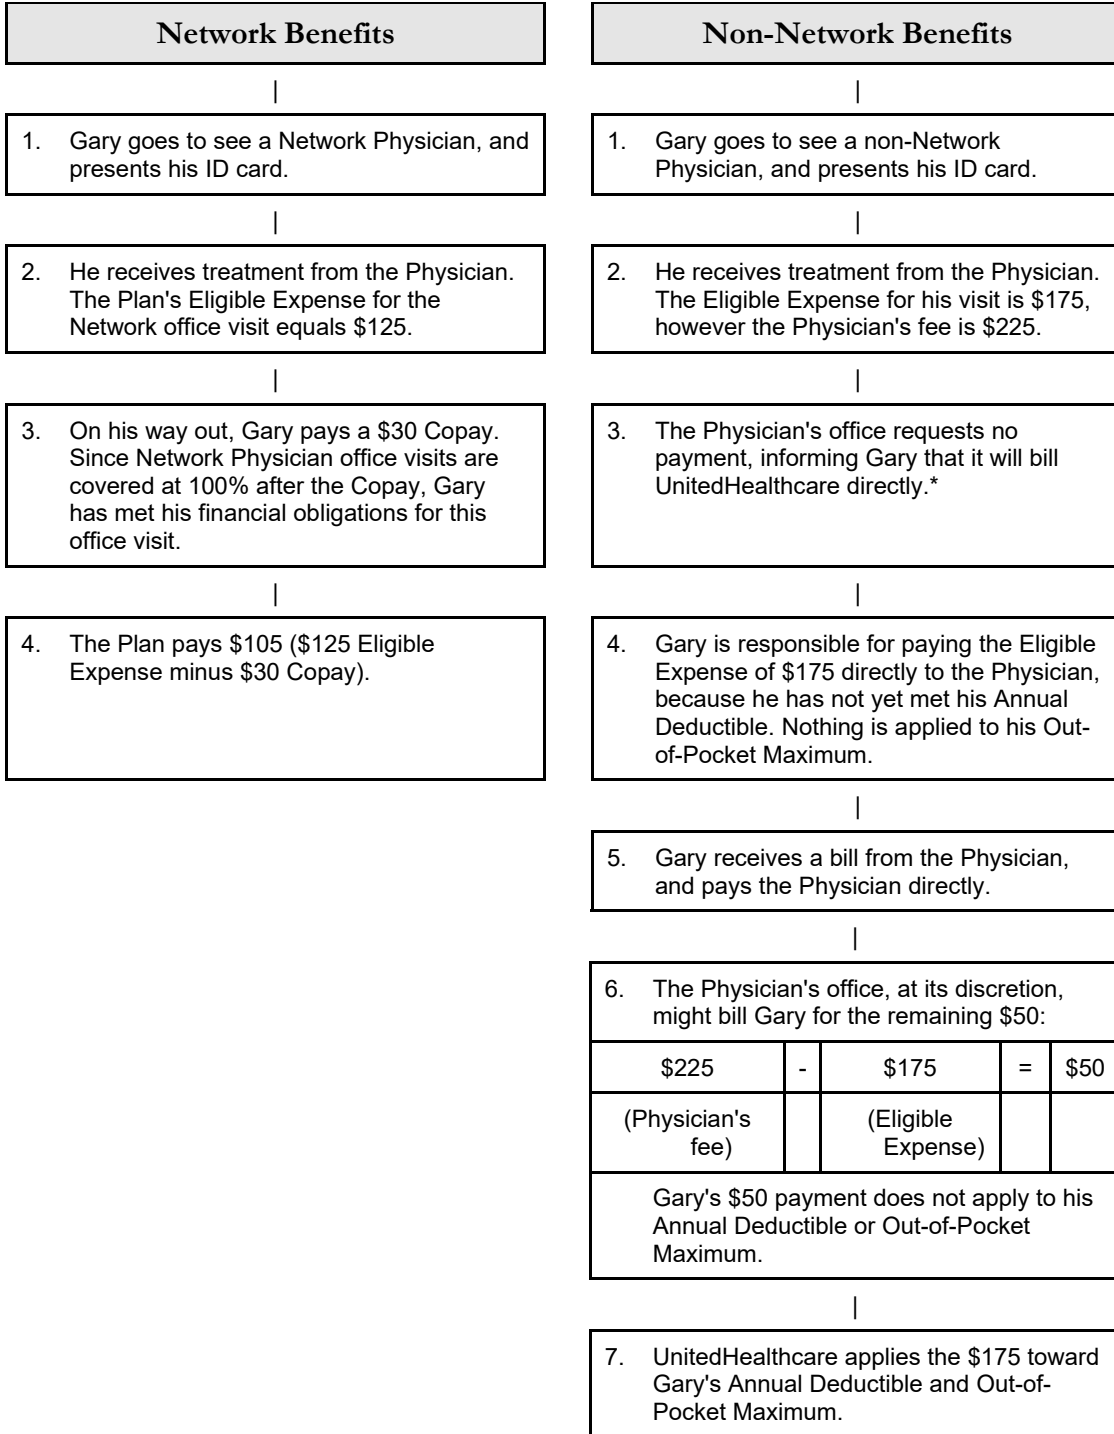 Network Benefits
|
1. Gary goes to see a Network Physician, and
presents his ID card.
|
2. He receives treatment from the Physician.
The Plan's Eligible Expense for the
Network office visit equals $125.
|
3. On his way out, Gary pays a $30 Copay.
Since Network Physician office visits are
covered at 100% after the Copay, Gary
has met his financial obligations for this
office visit.
|
4. The Plan pays $105 ($125 Eligible
Expense minus $30 Copay).
Non-Network Benefits
|
1. Gary goes to see a non-Network
Physician, and presents his ID card.
|
2. He receives treatment from the Physician.
The Eligible Expense for his visit is $175,
however the Physician's fee is $225.
|
3. The Physician's office requests no
payment, informing Gary that it will bill
UnitedHealthcare directly.*
|
4. Gary is responsible for paying the Eligible
Expense of $175 directly to the Physician,
because he has not yet met his Annual
Deductible. Nothing is applied to his Out-
of-Pocket Maximum.
|
5. Gary receives a bill from the Physician,
and pays the Physician directly.
|
6. The Physician's office, at its discretion,
might bill Gary for the remaining $50:
$225 - $175 = $50
(Physician's (Eligible
fee) Expense)
Gary's $50 payment does not apply to his
Annual Deductible or Out-of-Pocket
Maximum.
|
7. UnitedHealthcare applies the $175 toward
Gary's Annual Deductible and Out-of-
Pocket Maximum.